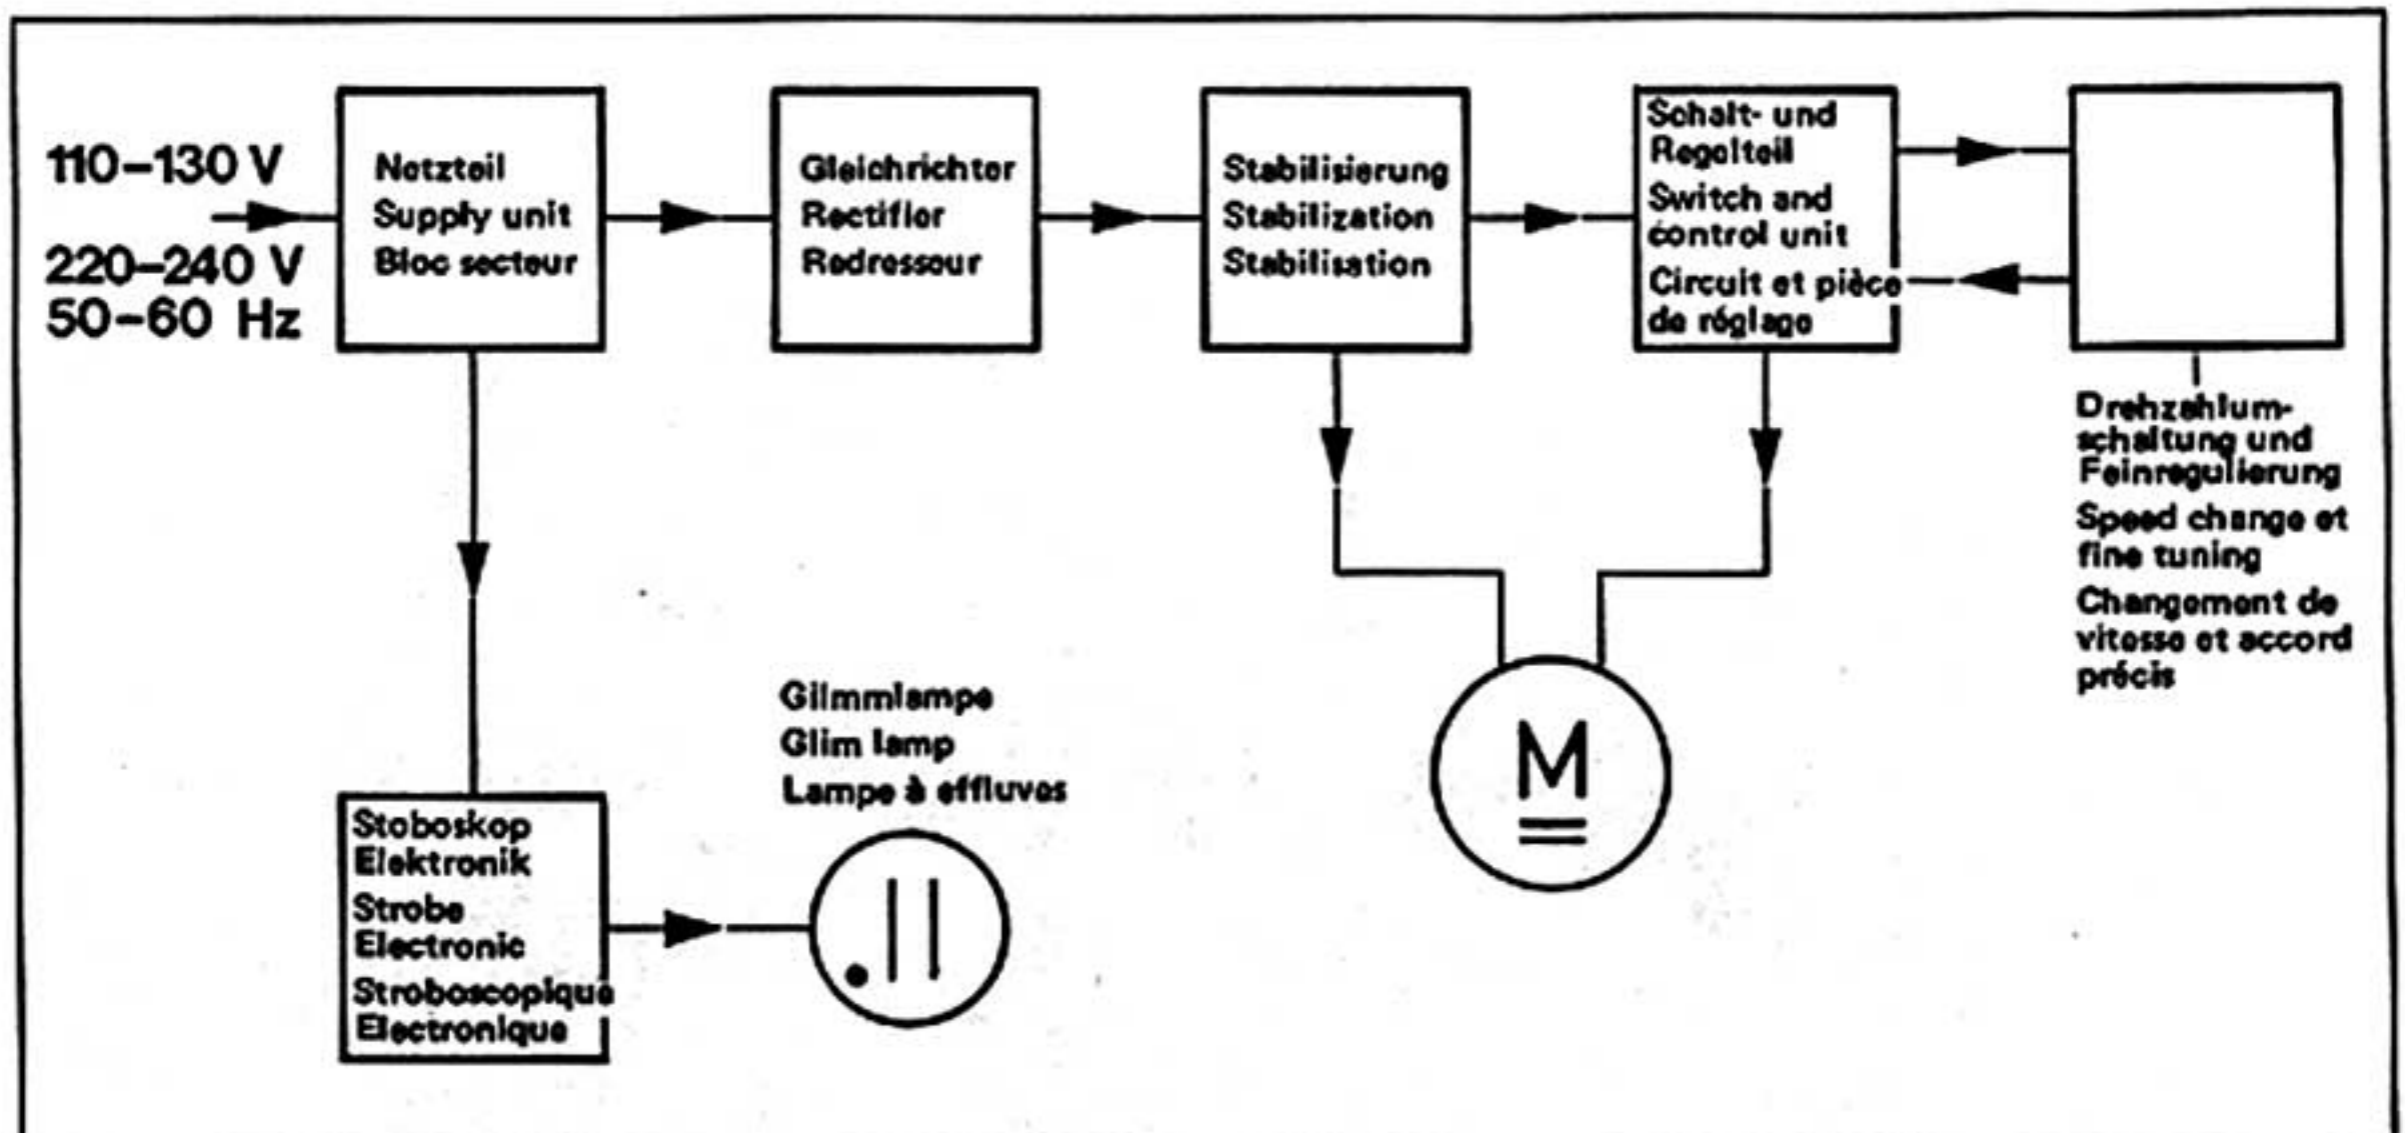 110–130 V
220–240 V
50–60 Hz
Netzteil
Supply unit
Bloc secteur
Gleichrichter
Rectifier
Redresseur
Stabilisierung
Stabilization
Stabilisation
Schalt- und
Regelteil
Switch and
control unit
Circuit et pièce
de réglage
Drehzahlum-
schaltung und
Feinregulierung
Speed change et
fine tuning
Changement de
vitesse et accord
précis
Glimmlampe
Glim lamp
Lampe à effluves
M
Stoboskop
Elektronik
Strobe
Electronic
Stroboscopique
Electronique